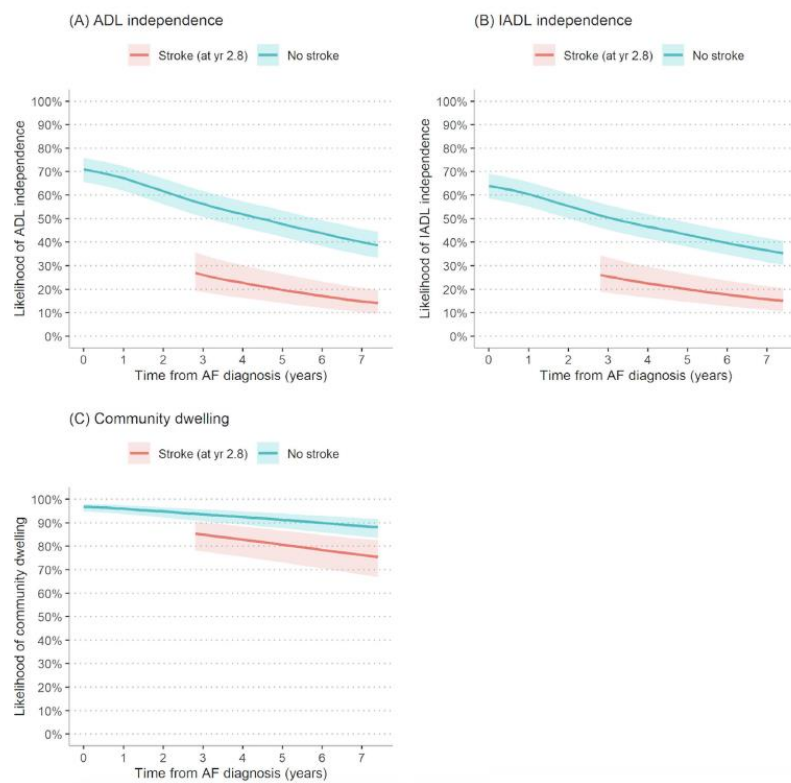 (A) ADL independence
Stroke (at yr 2.8) No stroke
100%
90%
80%
70%
60%
50%
40%
30%
20%
10%
0%
Likelihood of ADL independence
0 1 2 3 4 5 6 7
Time from AF diagnosis (years)
(B) IADL independence
Stroke (at yr 2.8) No stroke
100%
90%
80%
70%
60%
50%
40%
30%
20%
10%
0%
Likelihood of IADL independence
0 1 2 3 4 5 6 7
Time from AF diagnosis (years)
(C) Community dwelling
Stroke (at yr 2.8) No stroke
100%
90%
80%
70%
60%
50%
40%
30%
20%
10%
0%
Likelihood of community dwelling
0 1 2 3 4 5 6 7
Time from AF diagnosis (years)